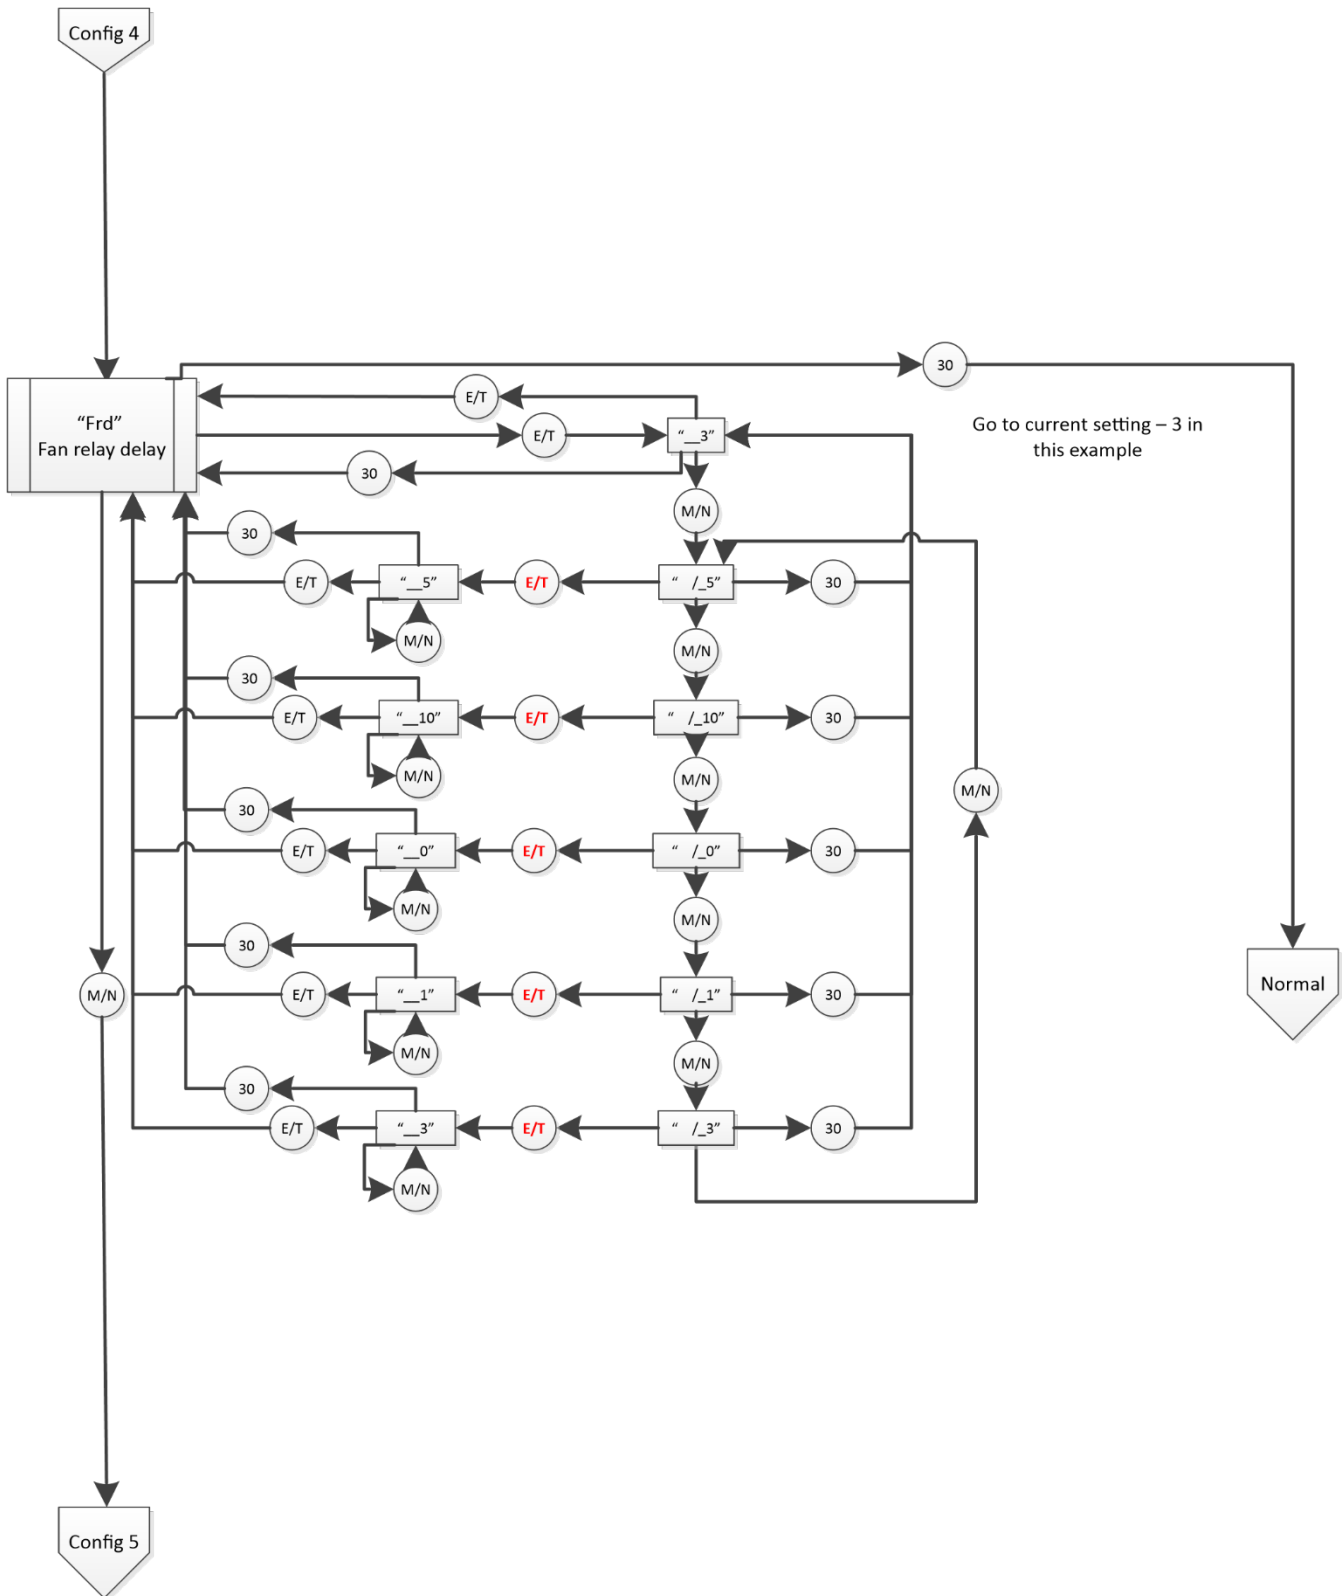 Config 4
30
E/T
“Frd”
Fan relay delay
E/T
“__3”
Go to current setting – 3 in
this example
30
M/N
30
E/T
“__5”
E/T
“ /_5”
30
M/N
M/N
30
E/T
“__10”
E/T
“ /_10”
30
M/N
M/N
M/N
30
E/T
“__0”
E/T
“ /_0”
30
M/N
M/N
30
Normal
M/N
E/T
“__1”
E/T
“ /_1”
30
M/N
M/N
30
E/T
“__3”
E/T
“ /_3”
30
M/N
Config 5